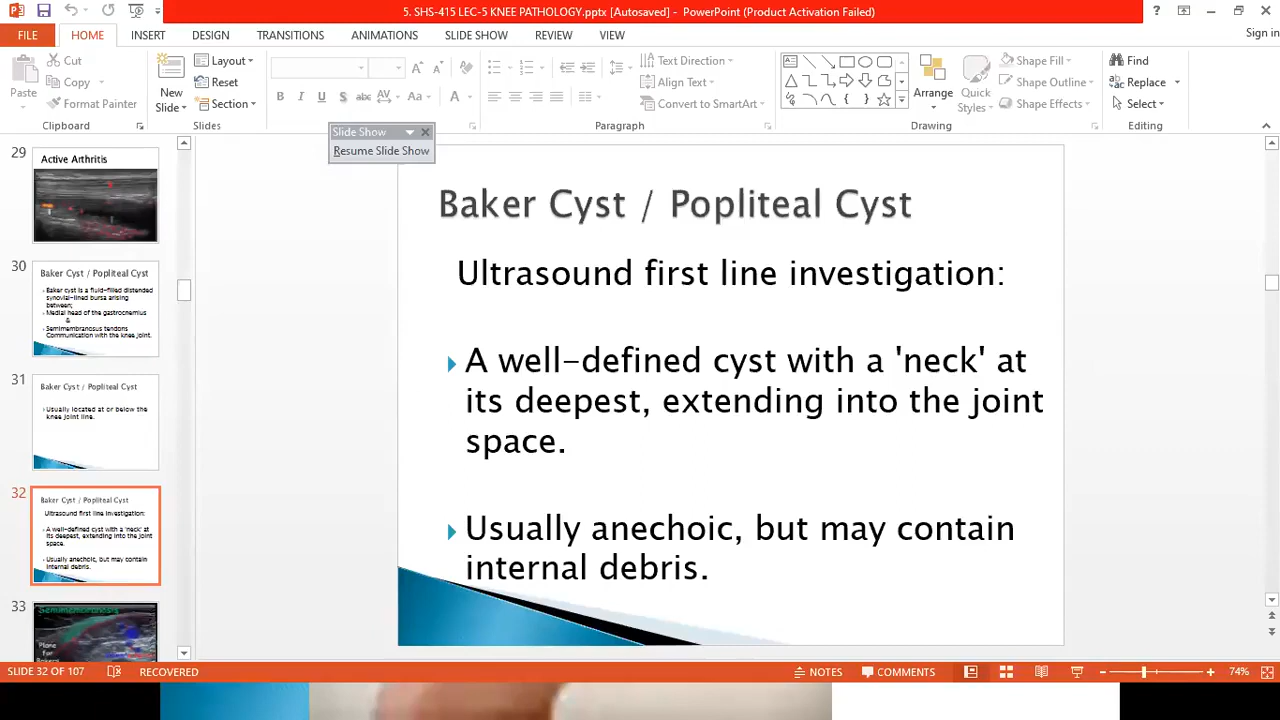 5. SHS-415 LEC-5 KNEE PATHOLOGY.pptx [Autosaved] - PowerPoint (Product Activation Failed)
FILE HOME INSERT DESIGN TRANSITIONS ANIMATIONS SLIDE SHOW REVIEW VIEW Sign in
Paste
Cut
Copy
Format Painter
Clipboard
New Slide
Layout
Reset
Section
Slides
B I U S abc AV Aa A
Paragraph
Text Direction
Align Text
Convert to SmartArt
Arrange
Quick Styles
Shape Fill
Shape Outline
Shape Effects
Drawing
Find
Replace
Select
Editing
Slide Show
Resume Slide Show
29
Active Arthritis
30
Baker Cyst / Popliteal Cyst
Baker cyst is a fluid-filled distended
synovial-lined bursa arising
between;
Medial head of the gastrocnemius
&
Semimembranosus tendons
Communication with the knee joint.
31
Baker Cyst / Popliteal Cyst
Usually located at or below the
knee joint line.
32
Baker Cyst / Popliteal Cyst
Ultrasound first line investigation:
A well-defined cyst with a 'neck' at
its deepest, extending into the joint
space.
Usually anechoic, but may contain
internal debris.
33
Plane
For
Baker Cyst / Popliteal Cyst
Ultrasound first line investigation:
A well-defined cyst with a 'neck' at
its deepest, extending into the joint
space.
Usually anechoic, but may contain
internal debris.
SLIDE 32 OF 107 RECOVERED NOTES COMMENTS 74%